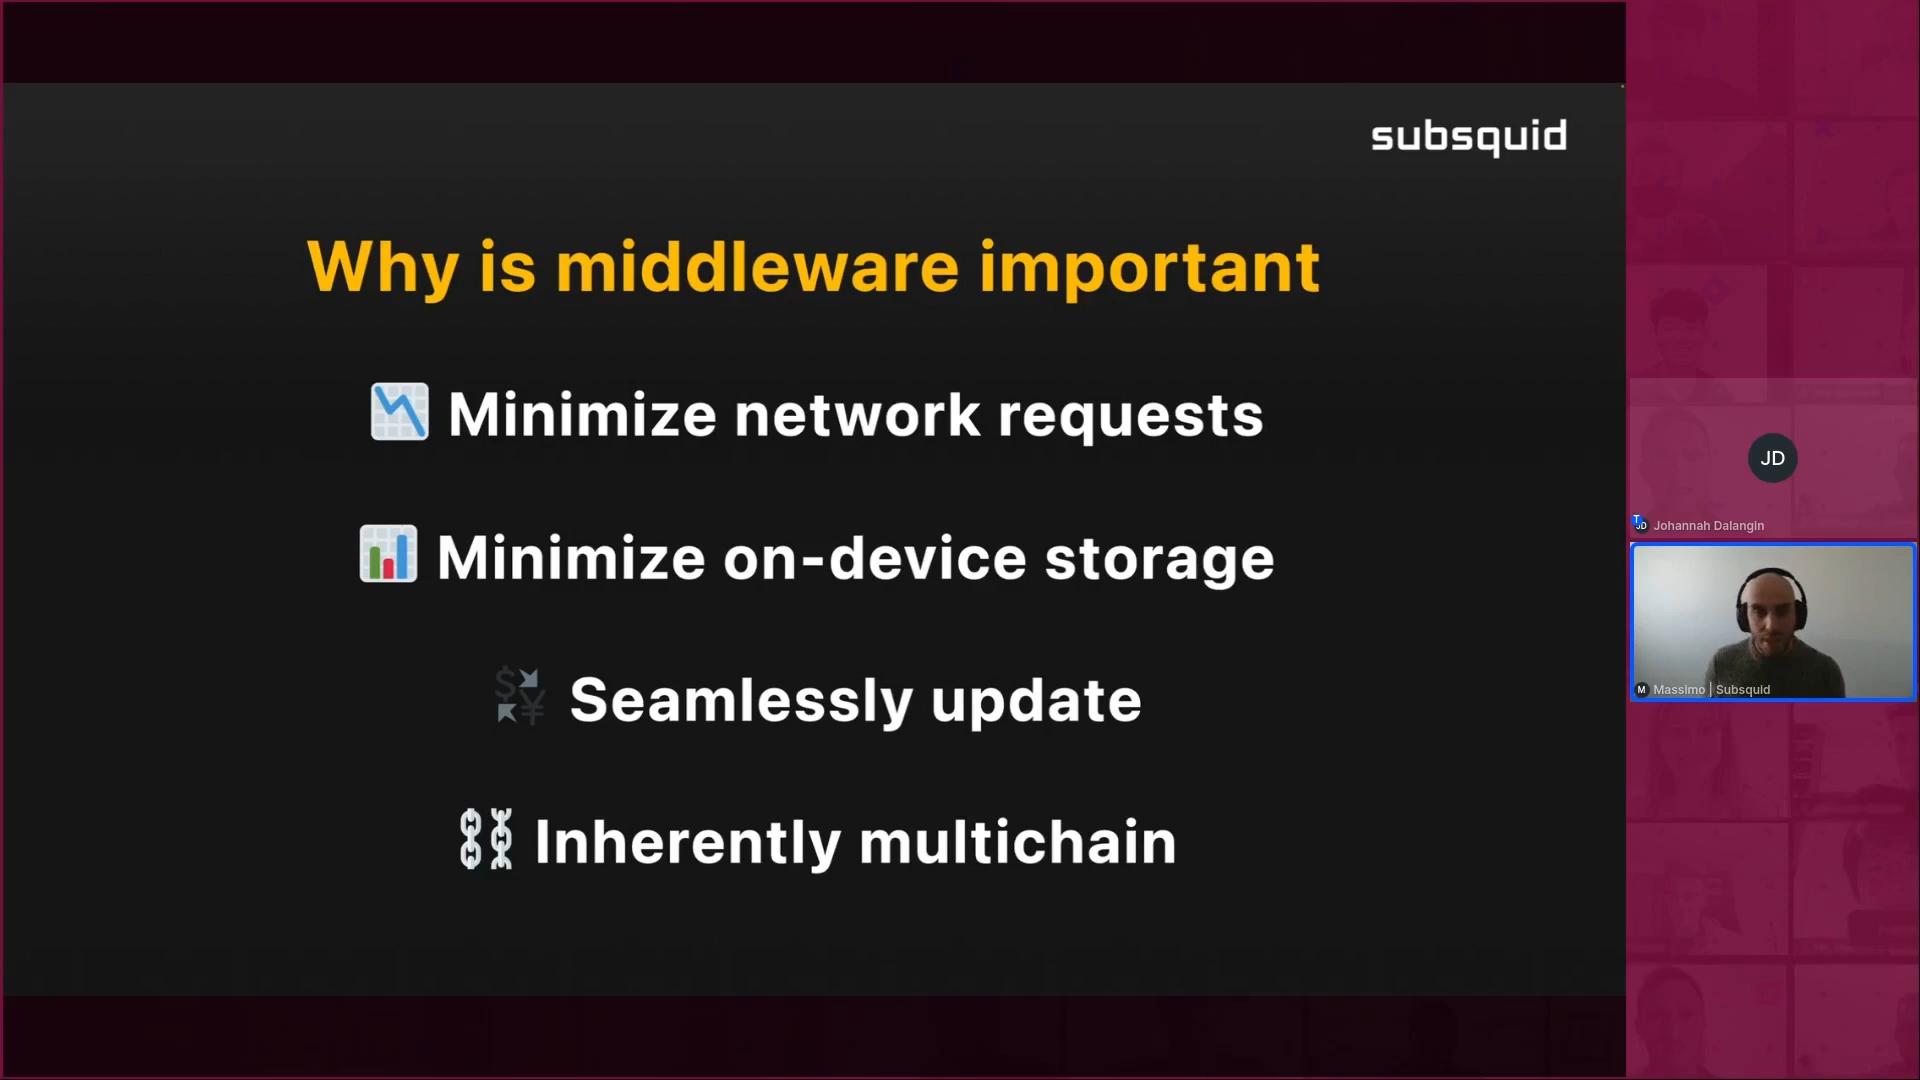 subsquid
Why is middleware important
Minimize network requests
Minimize on-device storage
Seamlessly update
Inherently multichain
JD
T
JD
Johannah Dalangin
M
Massimo | Subsquid